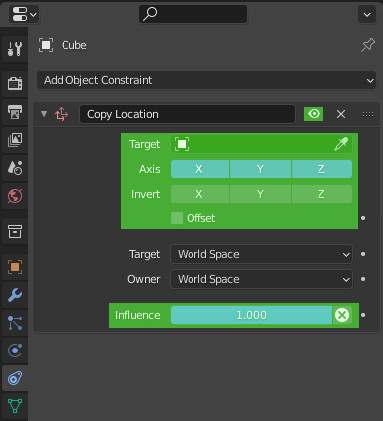 Cube
Add Object Constraint
Copy Location
Target
Axis X Y Z
Invert X Y Z
Offset
Target World Space
Owner World Space
Influence 1.000